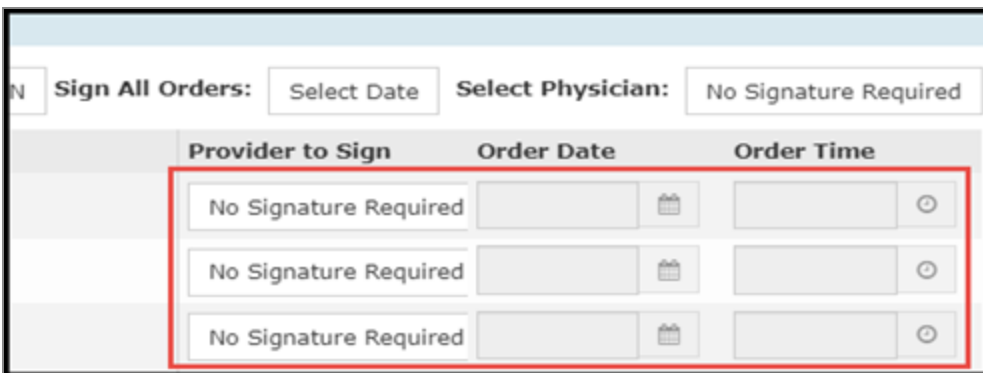 N Sign All Orders: Select Date Select Physician: No Signature Required
Provider to Sign Order Date Order Time
No Signature Required
No Signature Required
No Signature Required